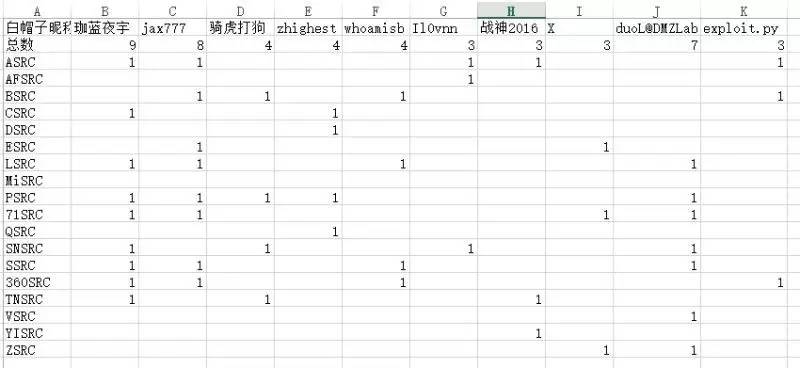 A B C D E F G H I J K
白帽子昵称 珈蓝夜宇 jax777 骑虎打狗 zhighest whoamisb Il0vnn 战神2016 X duoL@DMZLab exploit.py
总数 9 8 4 4 4 3 3 3 7 3
ASRC 1 1 1 1 1
AFSRC 1
BSRC 1 1 1 1
CSRC 1 1
DSRC 1
ESRC 1 1
LSRC 1 1 1 1
MiSRC
PSRC 1 1 1 1 1
71SRC 1 1 1 1
QSRC 1
SNSRC 1 1 1 1
SSRC 1 1 1 1
360SRC 1 1 1 1
TNSRC 1 1 1
VSRC 1
YISRC 1
ZSRC 1 1